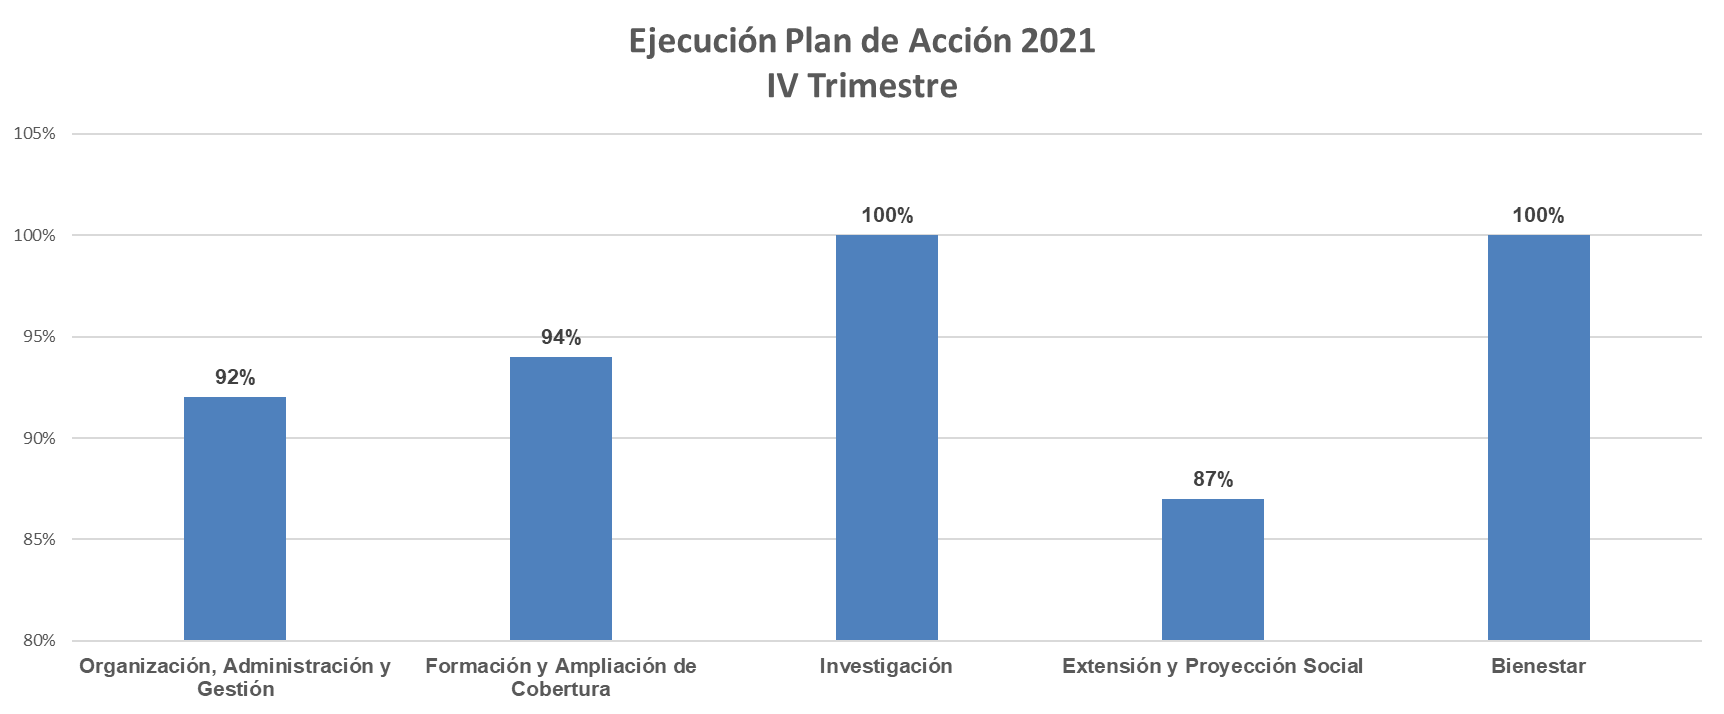 Ejecución Plan de Acción 2021
IV Trimestre
105%
100%
95%
90%
85%
80%
92%
94%
100%
87%
100%
Organización, Administración y
Gestión
Formación y Ampliación de
Cobertura
Investigación
Extensión y Proyección Social
Bienestar